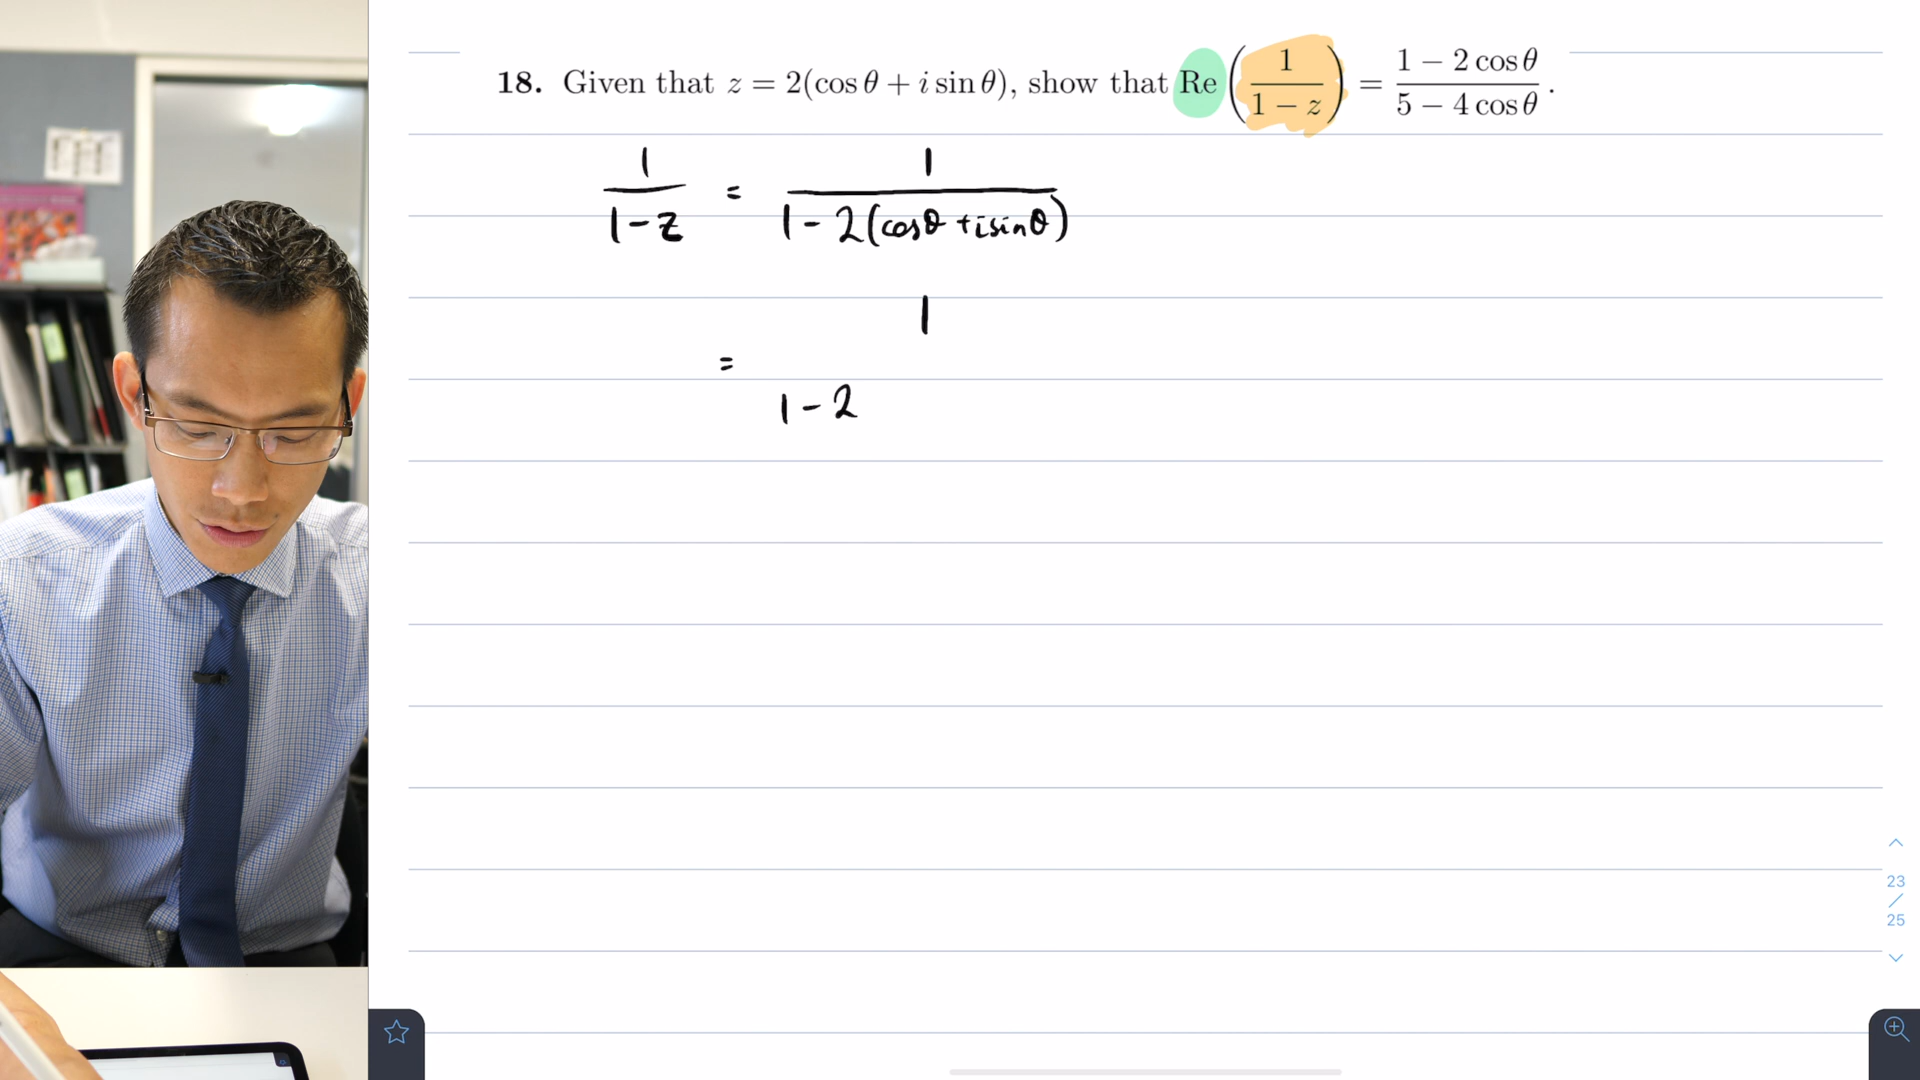 18. Given that z = 2(cos θ + i sin θ), show that Re(1/(1 − z)) = (1 − 2 cos θ)/(5 − 4 cos θ).
1/(1-z) = 1/(1-2(cosθ+isinθ))
= 1
1-2
23
/
25